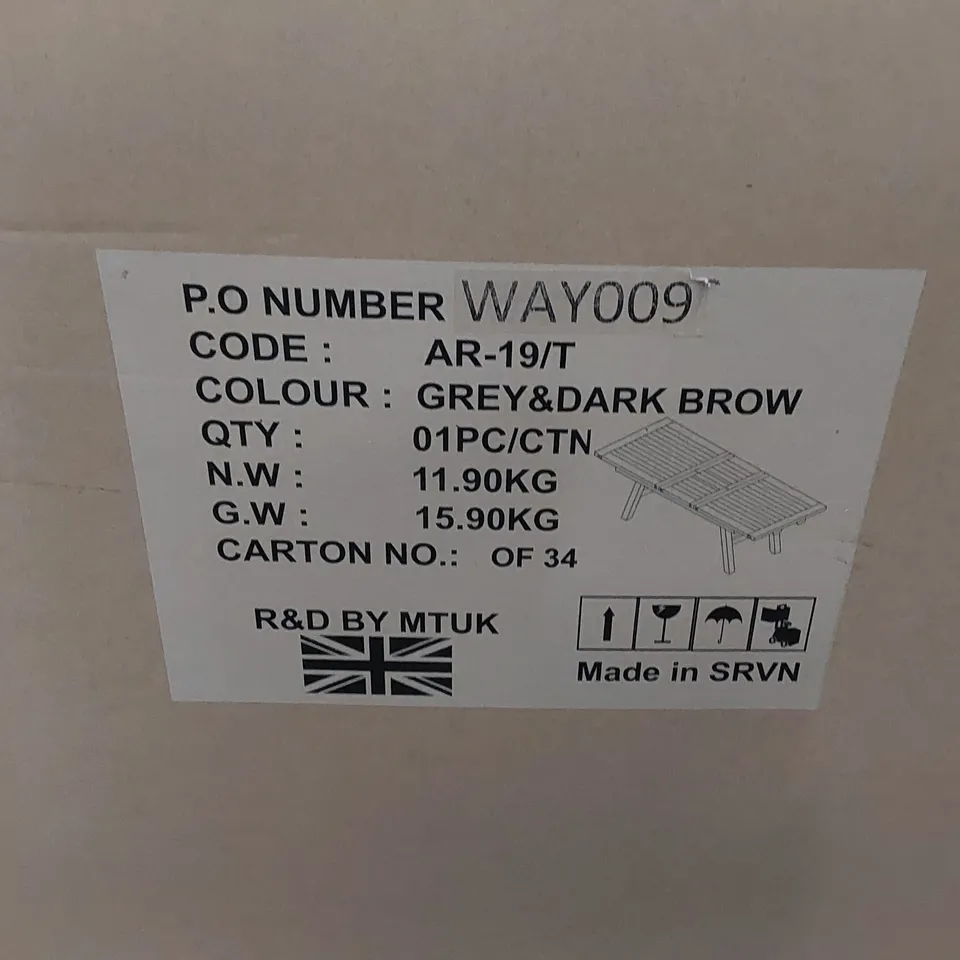 P.O NUMBER WAY009
CODE : AR-19/T
COLOUR : GREY&DARK BROW
QTY : 01PC/CTN
N.W : 11.90KG
G.W : 15.90KG
CARTON NO.: OF 34
R&D BY MTUK
Made in SRVN